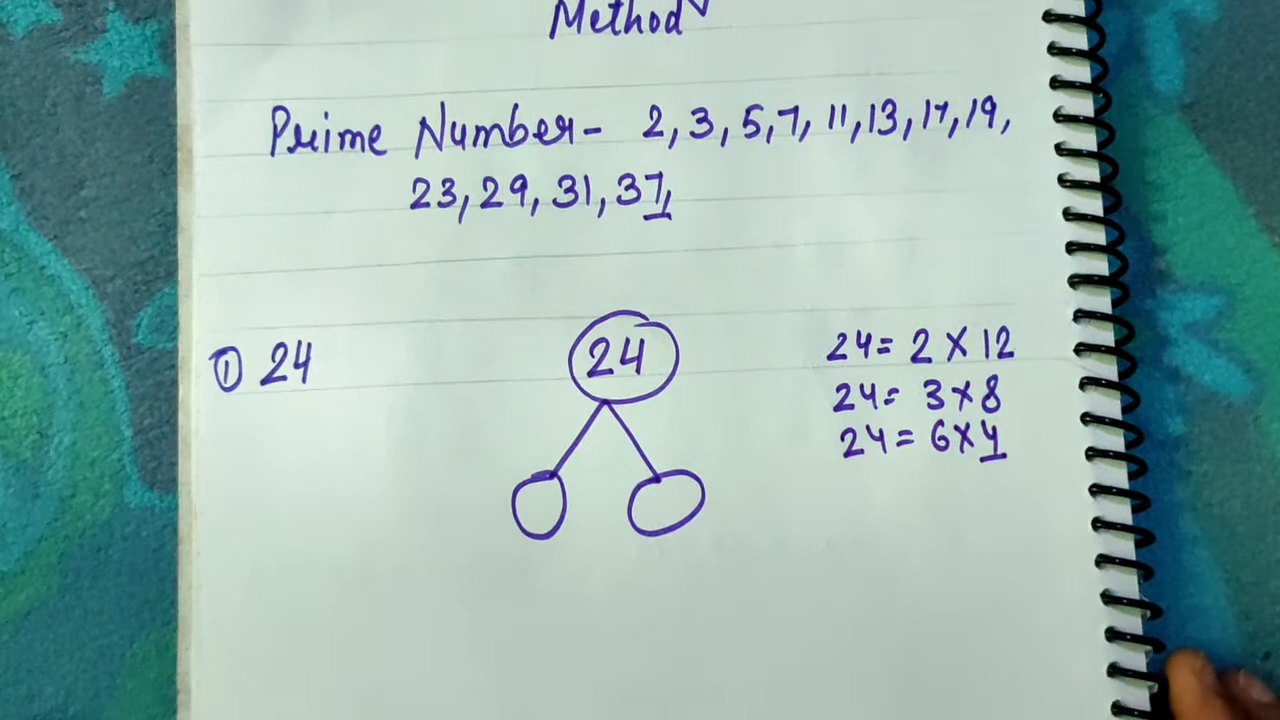 Method
Prime Number- 2, 3, 5, 7, 11, 13, 17, 19,
23, 29, 31, 37,
① 24
24
24= 2 X 12
24= 3 x 8
24= 6 X 4